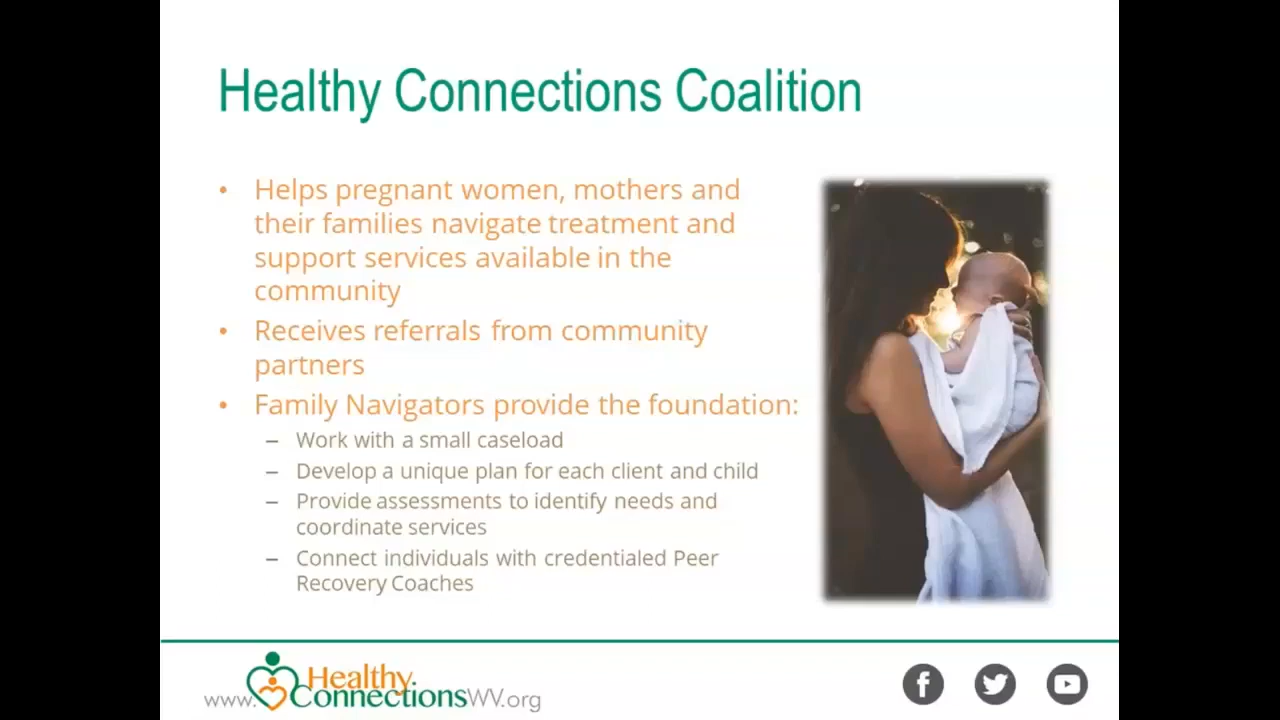 Healthy Connections Coalition
• Helps pregnant women, mothers and
their families navigate treatment and
support services available in the
community
• Receives referrals from community
partners
• Family Navigators provide the foundation:
– Work with a small caseload
– Develop a unique plan for each client and child
– Provide assessments to identify needs and
coordinate services
– Connect individuals with credentialed Peer
Recovery Coaches
www.Healthy
ConnectionsWV.org